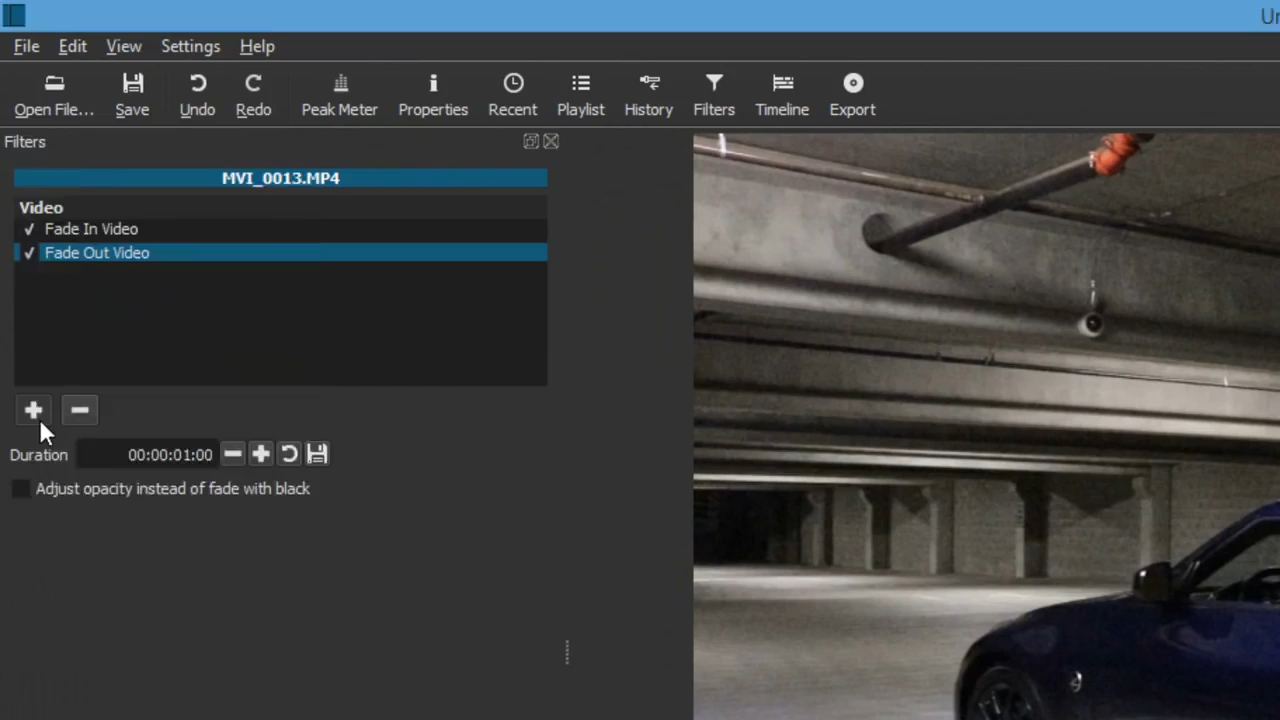 Un
File Edit View Settings Help
Open File... Save Undo Redo Peak Meter Properties Recent Playlist History Filters Timeline Export
Filters
MVI_0013.MP4
Video
Fade In Video
Fade Out Video
Duration 00:00:01:00
Adjust opacity instead of fade with black